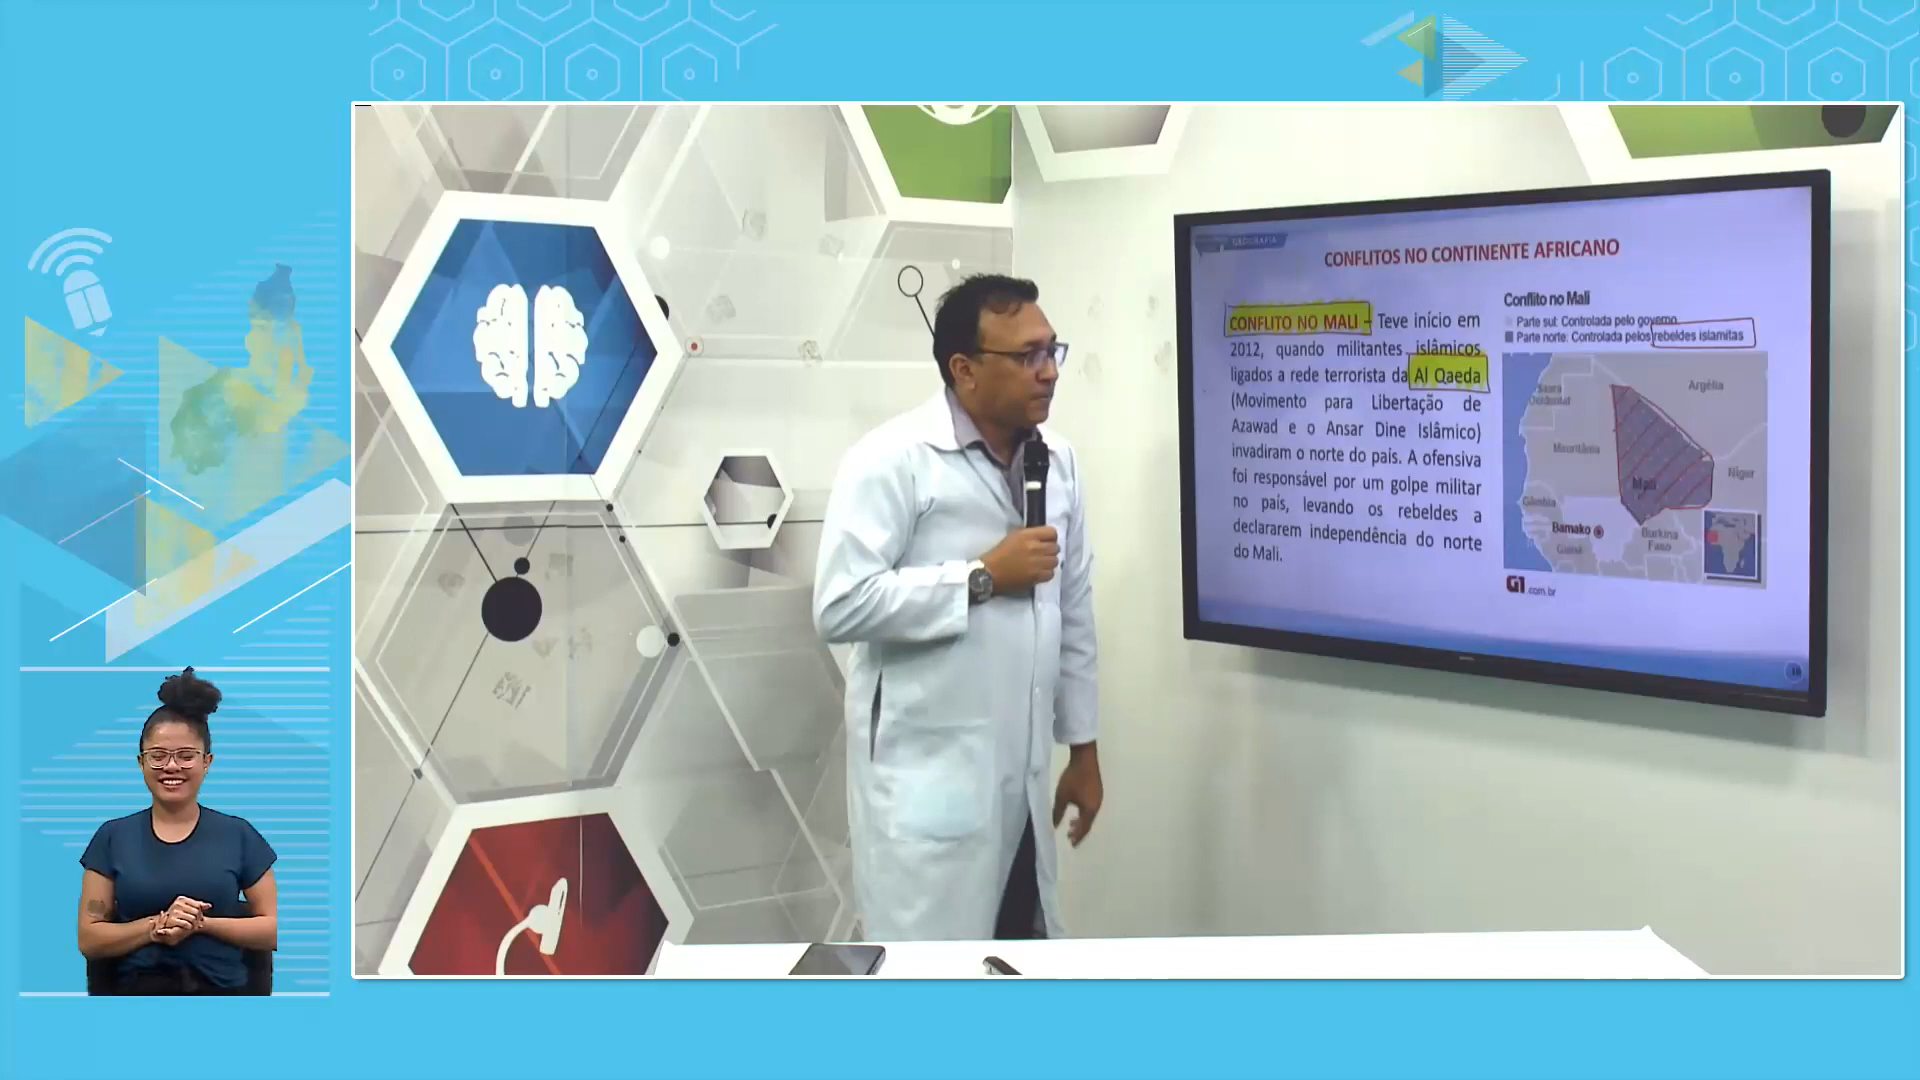 GEOGRAFIA
CONFLITOS NO CONTINENTE AFRICANO
CONFLITO NO MALI – Teve início em
2012, quando militantes islâmicos
ligados a rede terrorista da Al Qaeda
(Movimento para Libertação de
Azawad e o Ansar Dine Islâmico)
invadiram o norte do país. A ofensiva
foi responsável por um golpe militar
no país, levando os rebeldes a
declararem independência do norte
do Mali.
Conflito no Mali
Parte sul: Controlada pelo governo
Parte norte: Controlada pelos rebeldes islamitas
Saara
Ocidental
Argélia
Mauritânia
Níger
Mali
Gâmbia
Bamako
Guiné
Burkina
Faso
G1.com.br
18